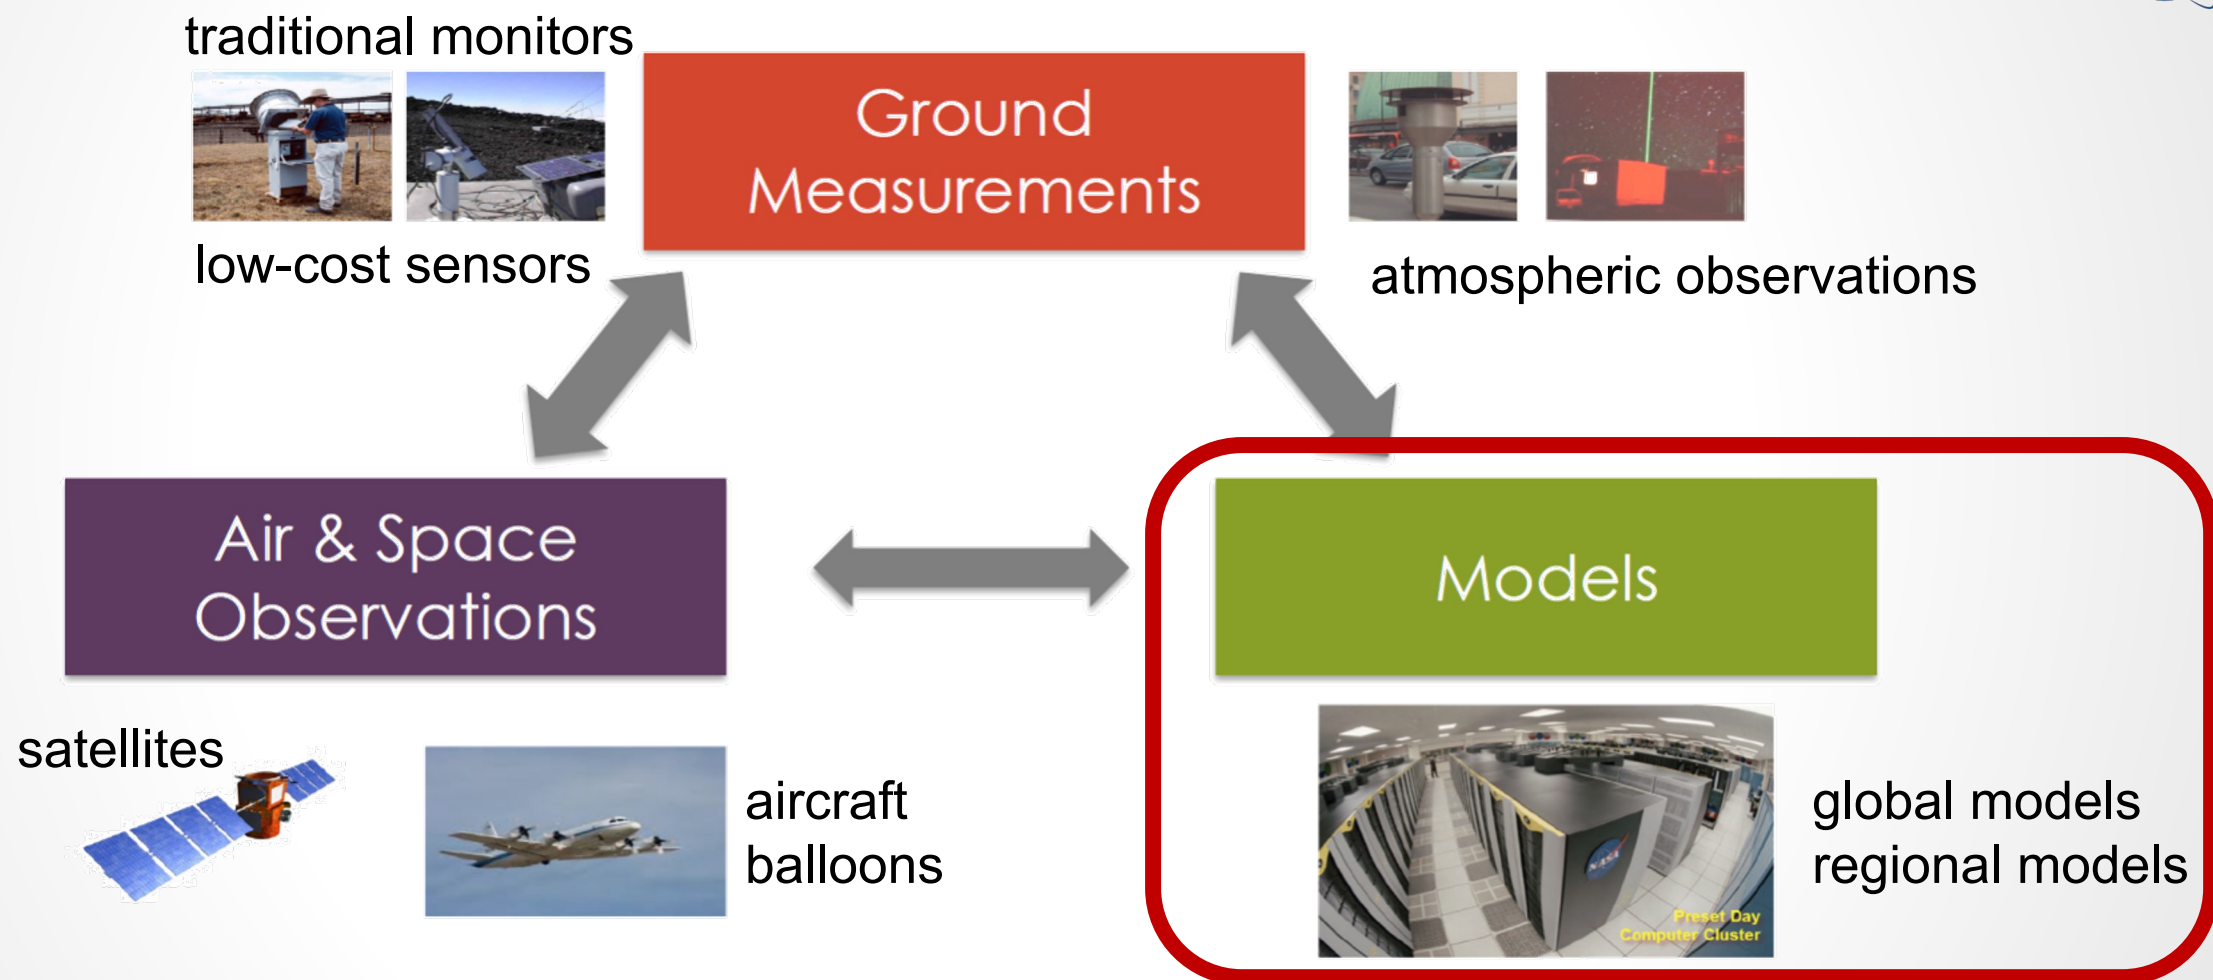 traditional monitors
Ground
Measurements
low-cost sensors
atmospheric observations
Air & Space
Observations
Models
satellites
aircraft
balloons
NASA
Preset Day
Computer Cluster
global models
regional models